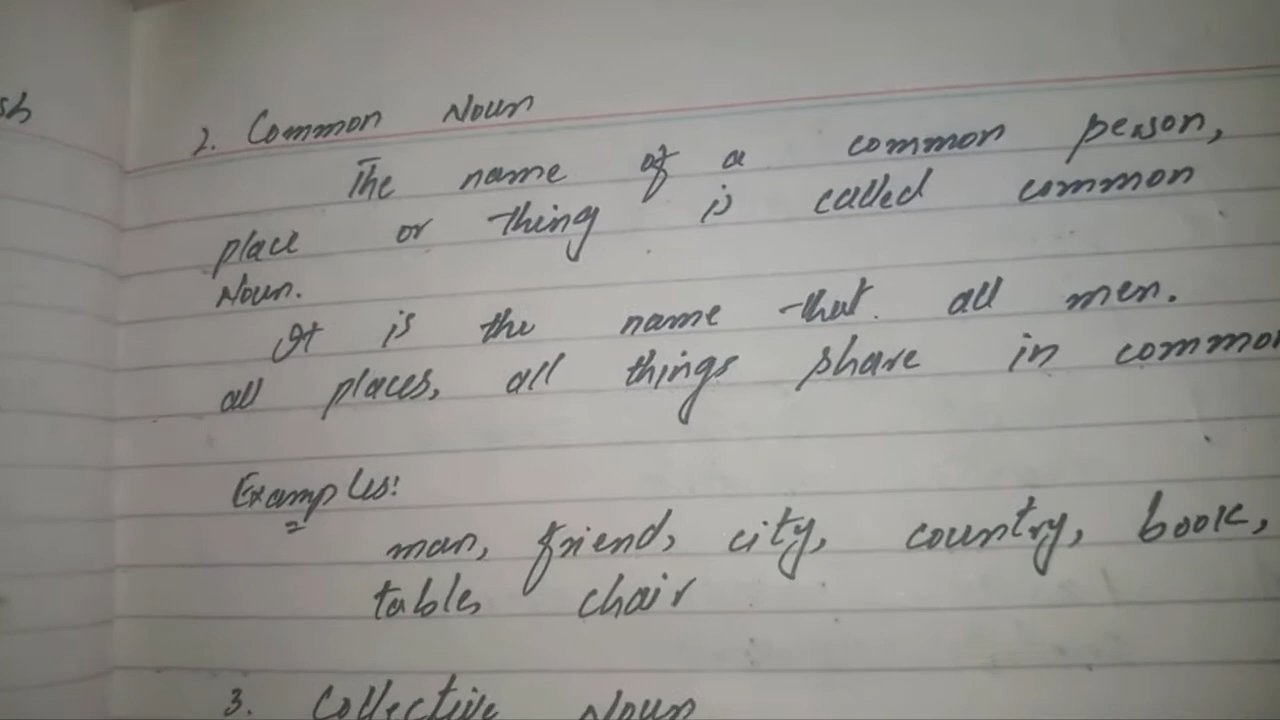 sh
2. Common Noun
The name of a common person,
place or thing is called common
Noun.
It is the name that. all men.
all places, all things share in common
Examples:
man, friend, city, country, book,
table, chair
3. Collective Noun